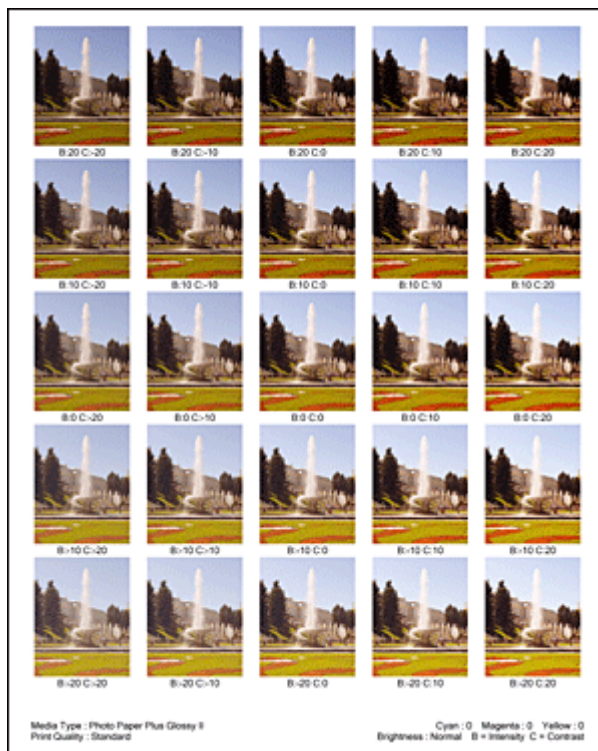 B:20 C:-20 B:20 C:-10 B:20 C:0 B:20 C:10 B:20 C:20
B:10 C:-20 B:10 C:-10 B:10 C:0 B:10 C:10 B:10 C:20
B:0 C:-20 B:0 C:-10 B:0 C:0 B:0 C:10 B:0 C:20
B:-10 C:-20 B:-10 C:-10 B:-10 C:0 B:-10 C:10 B:-10 C:20
B:-20 C:-20 B:-20 C:-10 B:-20 C:0 B:-20 C:10 B:-20 C:20
Media Type : Photo Paper Plus Glossy II Cyan : 0 Magenta : 0 Yellow : 0
Print Quality : Standard Brightness : Normal B = Intensity C = Contrast